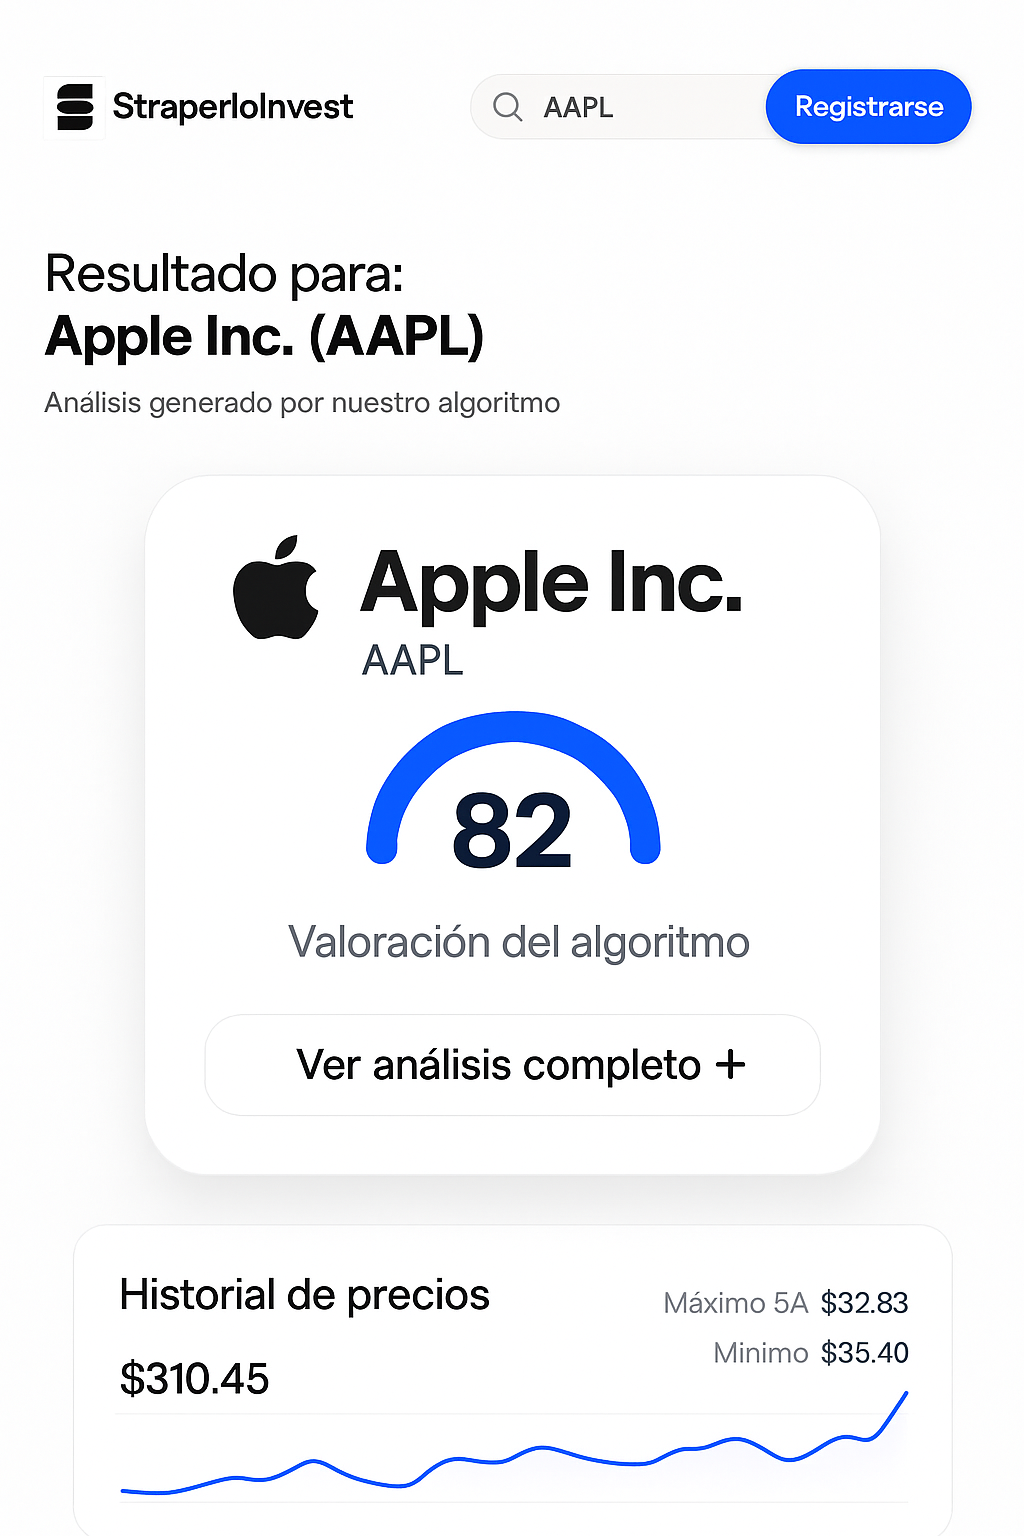 StraperloInvest
AAPL
Registrarse
Resultado para:
Apple Inc. (AAPL)
Análisis generado por nuestro algoritmo
Apple Inc.
AAPL
82
Valoración del algoritmo
Ver análisis completo +
Historial de precios
Máximo 5A $32.83
Minimo $35.40
$310.45